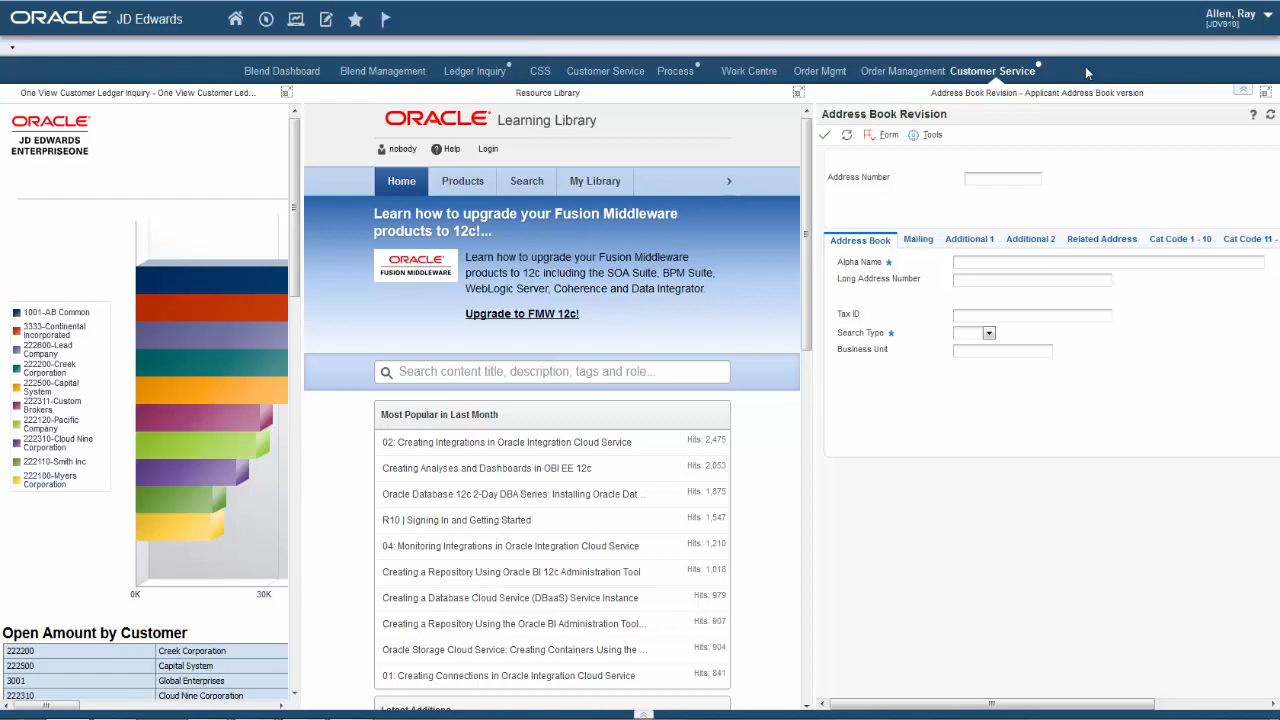 ORACLE JD Edwards
Allen, Ray
[JDV910]
Blend Dashboard Blend Management Ledger Inquiry CSS Customer Service Process Work Centre Order Mgmt Order Management Customer Service
One View Customer Ledger Inquiry - One View Customer Led...
ORACLE
JD EDWARDS
ENTERPRISEONE
1001-AB Common
3333-Continental
Incorporated
222600-Lead
Company
222200-Creek
Corporation
222500-Capital
System
222311-Custom
Brokers
222120-Pacific
Company
222310-Cloud Nine
Corporation
222110-Smith Inc
222100-Myers
Corporation
0K 30K
Open Amount by Customer
222200 Creek Corporation
222500 Capital System
3001 Global Enterprises
222310 Cloud Nine Corporation
Resource Library
ORACLE Learning Library
nobody Help Login
Home Products Search My Library
Learn how to upgrade your Fusion Middleware
products to 12c!...
ORACLE
FUSION MIDDLEWARE
Learn how to upgrade your Fusion Middleware
products to 12c including the SOA Suite, BPM Suite,
WebLogic Server, Coherence and Data Integrator.
Upgrade to FMW 12c!
Search content title, description, tags and role...
Most Popular in Last Month
02: Creating Integrations in Oracle Integration Cloud Service Hits: 2,475
Creating Analyses and Dashboards in OBI EE 12c Hits: 2,053
Oracle Database 12c 2-Day DBA Series: Installing Oracle Dat... Hits: 1,875
R10 | Signing In and Getting Started Hits: 1,547
04: Monitoring Integrations in Oracle Integration Cloud Service Hits: 1,210
Creating a Repository Using Oracle BI 12c Administration Tool Hits: 1,018
Creating a Database Cloud Service (DBaaS) Service Instance Hits: 979
Creating a Repository Using the Oracle BI Administration Tool... Hits: 907
Oracle Storage Cloud Service: Creating Containers Using the ... Hits: 904
01: Creating Connections in Oracle Integration Cloud Service Hits: 841
Latest Additions
Address Book Revision - Applicant Address Book version
Address Book Revision
Form Tools
Address Number
Address Book Mailing Additional 1 Additional 2 Related Address Cat Code 1 - 10 Cat Code 11 -
Alpha Name
Long Address Number
Tax ID
Search Type
Business Unit